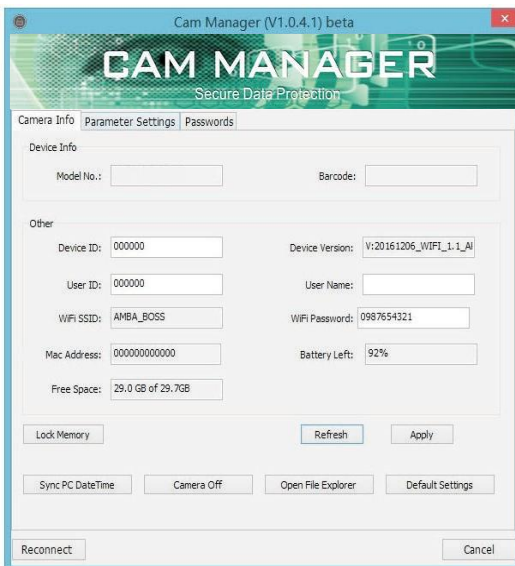 Cam Manager (V1.0.4.1) beta
CAM MANAGER
Secure Data Protection
Camera Info Parameter Settings Passwords
Device Info
Model No.: Barcode:
Other
Device ID: 000000 Device Version: V:20161206_WIFI_1.1_
User ID: 000000 User Name:
WiFi SSID: AMBA_BOSS WiFi Password: 0987654321
Mac Address: 000000000000 Battery Left: 92%
Free Space: 29.0 GB of 29.7GB
Lock Memory Refresh Apply
Sync PC DateTime Camera Off Open File Explorer Default Settings
Reconnect Cancel